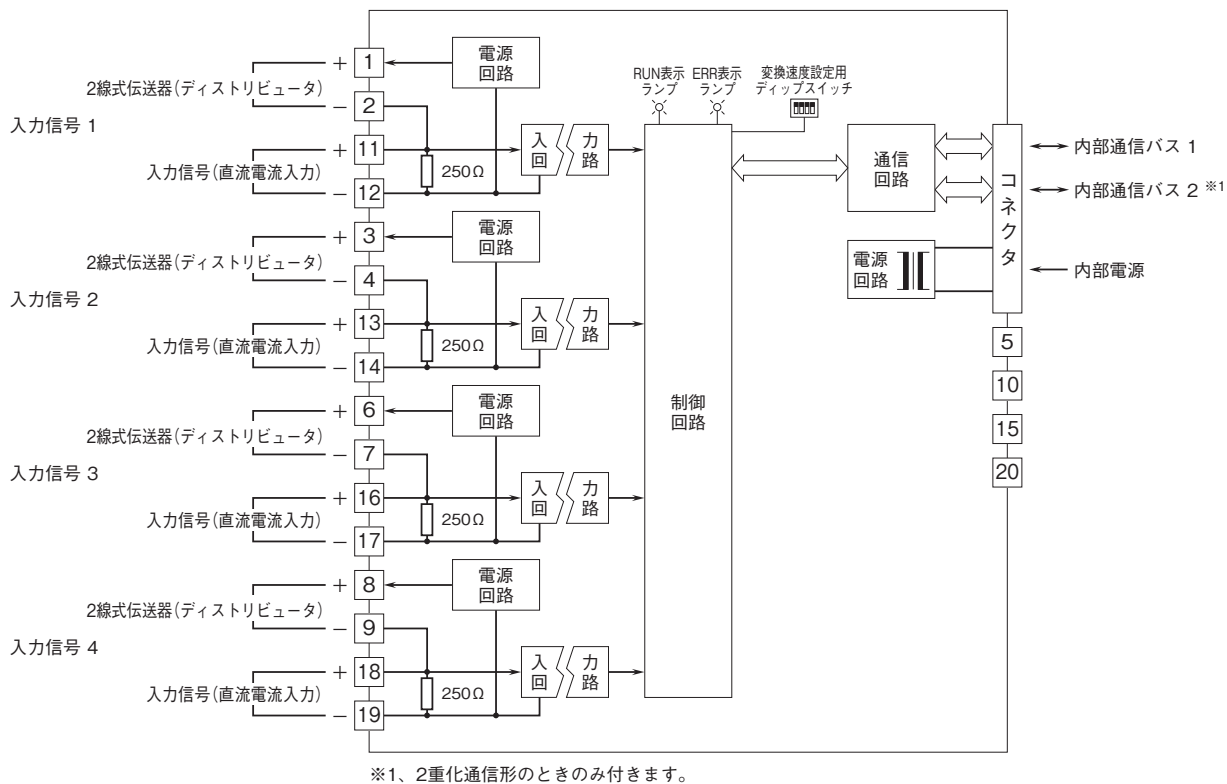 入力信号 1
2線式伝送器(ディストリビュータ)
+ 1
− 2
入力信号(直流電流入力)
+ 11
− 12
電源
回路
250Ω
入 力
回 路
入力信号 2
2線式伝送器(ディストリビュータ)
+ 3
− 4
入力信号(直流電流入力)
+ 13
− 14
電源
回路
250Ω
入 力
回 路
入力信号 3
2線式伝送器(ディストリビュータ)
+ 6
− 7
入力信号(直流電流入力)
+ 16
− 17
電源
回路
250Ω
入 力
回 路
入力信号 4
2線式伝送器(ディストリビュータ)
+ 8
− 9
入力信号(直流電流入力)
+ 18
− 19
電源
回路
250Ω
入 力
回 路
RUN表示
ランプ
ERR表示
ランプ
変換速度設定用
ディップスイッチ
制御
回路
通信
回路
電源
回路
コネクタ
内部通信バス 1
内部通信バス 2 ※1
内部電源
5
10
15
20
※1、2重化通信形のときのみ付きます。